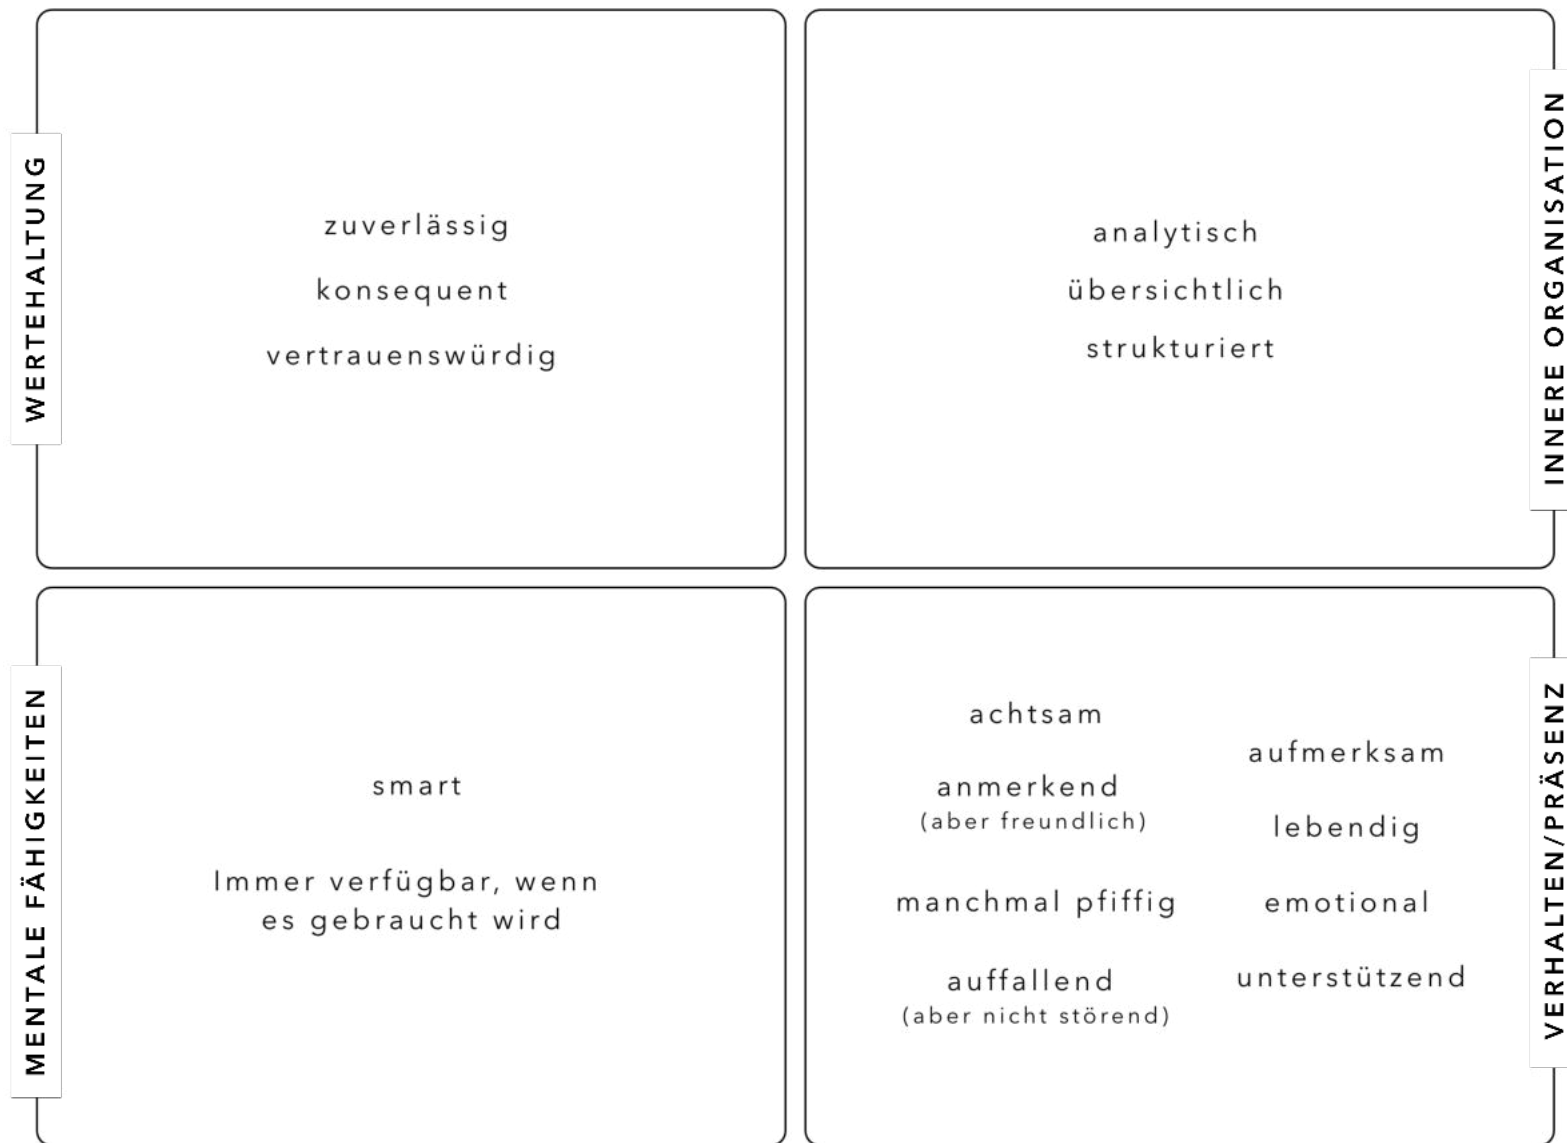 WERTEHALTUNG
zuverlässig
konsequent
vertrauenswürdig
INNERE ORGANISATION
analytisch
übersichtlich
strukturiert
MENTALE FÄHIGKEITEN
smart
Immer verfügbar, wenn
es gebraucht wird
VERHALTEN/PRÄSENZ
achtsam
anmerkend
(aber freundlich)
manchmal pfiffig
auffallend
(aber nicht störend)
aufmerksam
lebendig
emotional
unterstützend